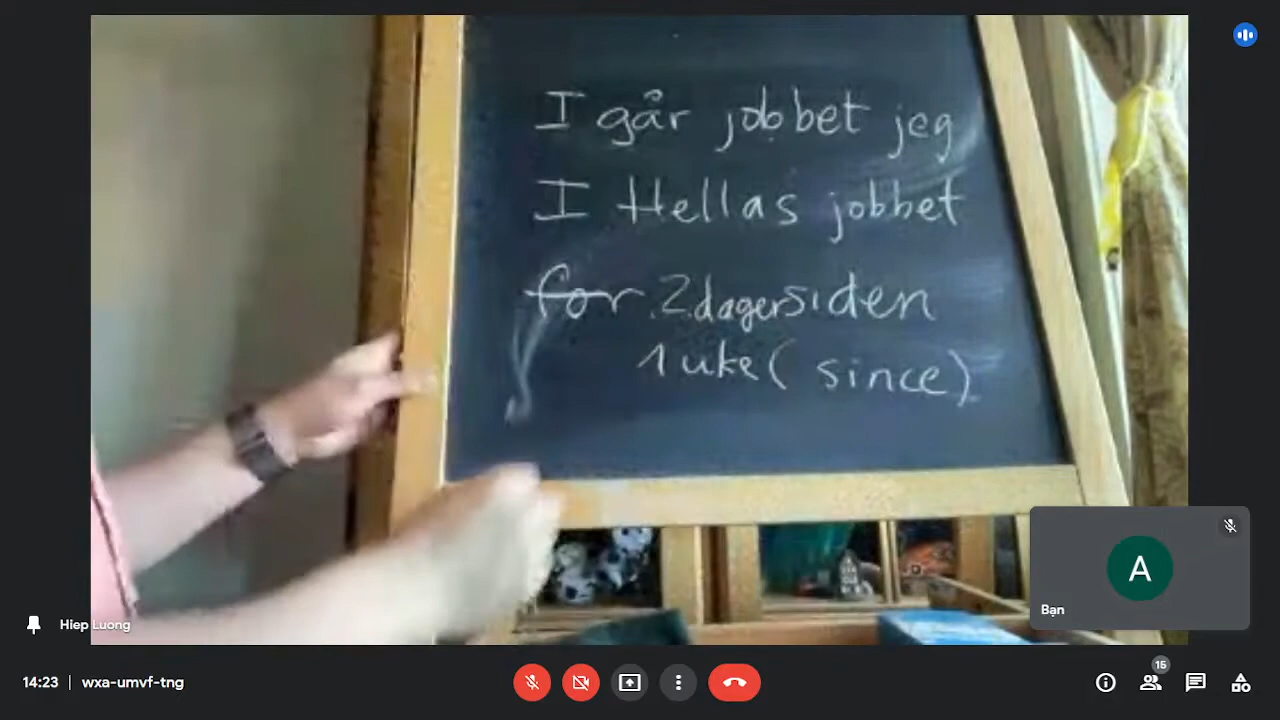 I går jobbet jeg
I Hellas jobbet
for 2 dager siden
1 uke ( since)
Hiep Luong
A
Bạn
14:23 | wxa-umvf-tng
15